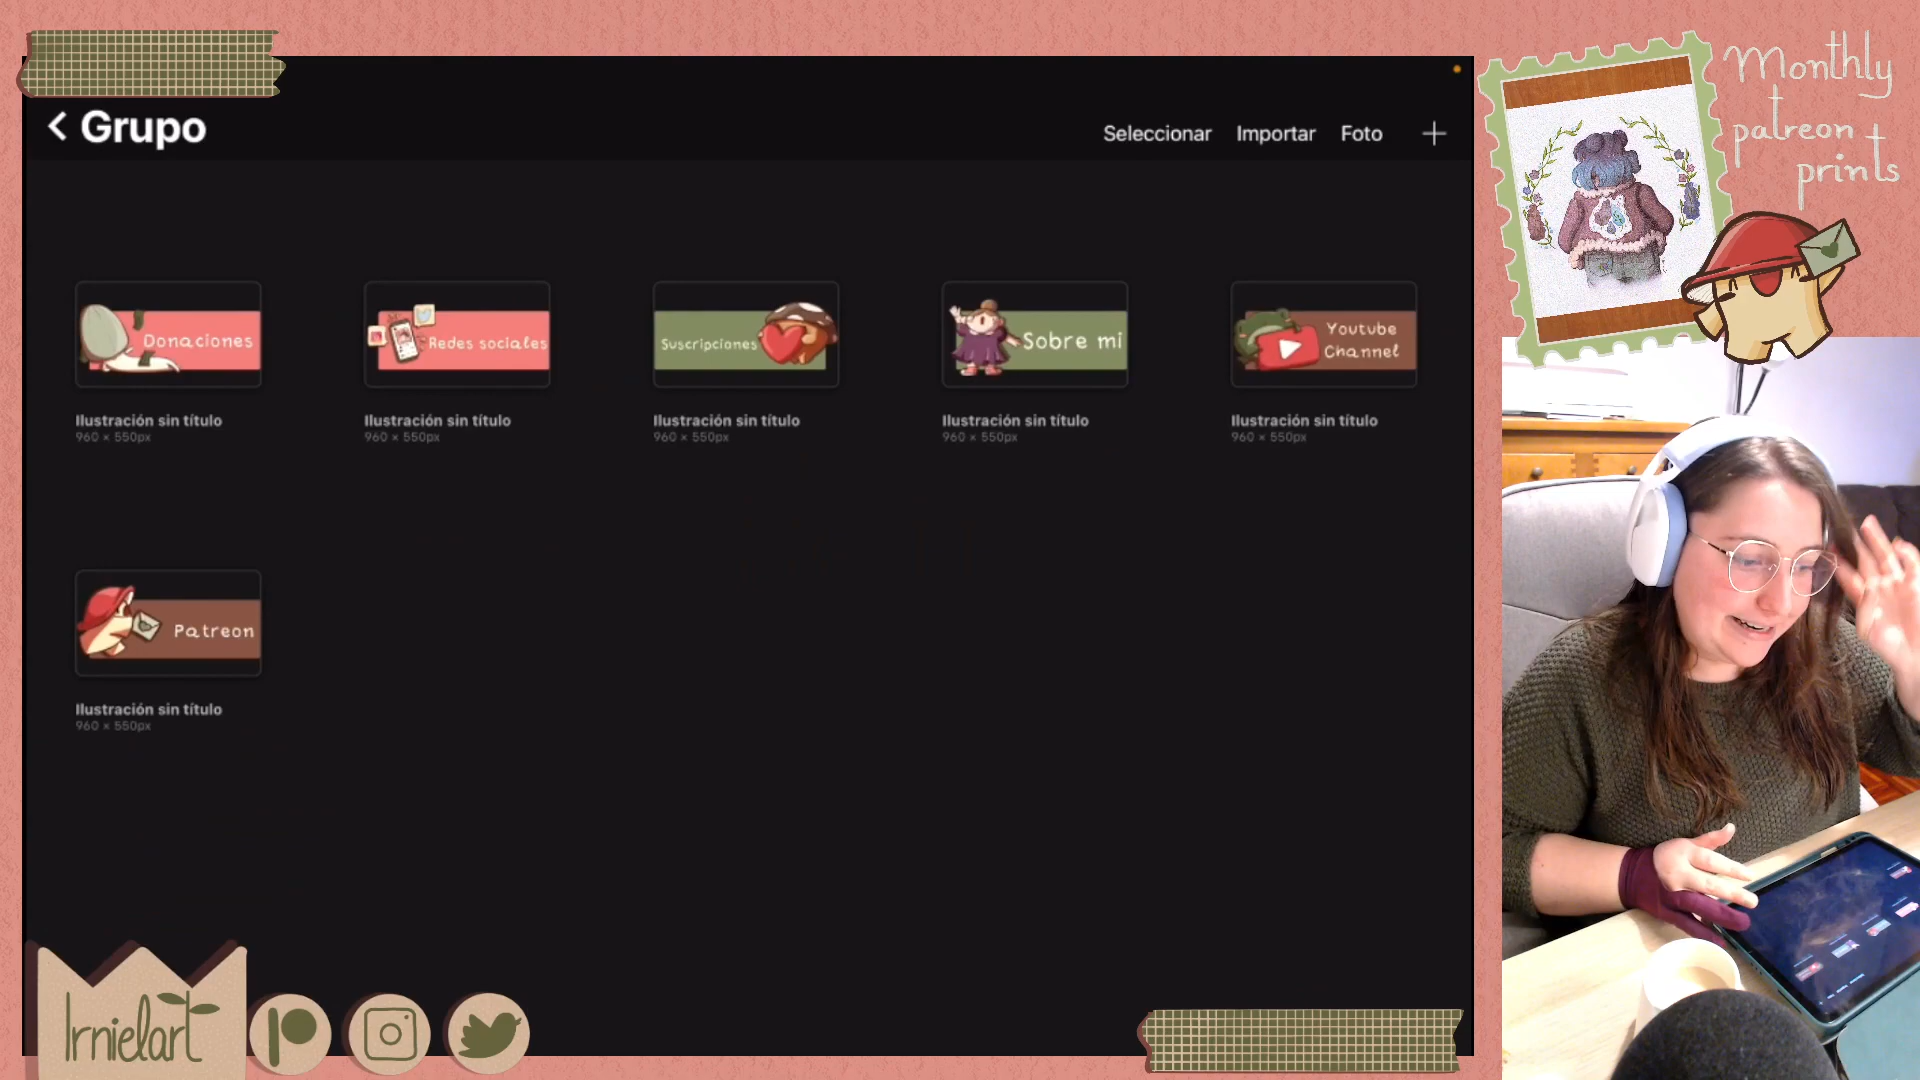 Grupo
Seleccionar Importar Foto
Donaciones
Redes sociales
Suscripciones
Sobre mi
Youtube
Channel
Ilustración sin título
960 × 550px
Ilustración sin título
960 × 550px
Ilustración sin título
960 × 550px
Ilustración sin título
960 × 550px
Ilustración sin título
960 × 550px
Patreon
Ilustración sin título
960 × 550px
Irnielart
Monthly
patreon
prints